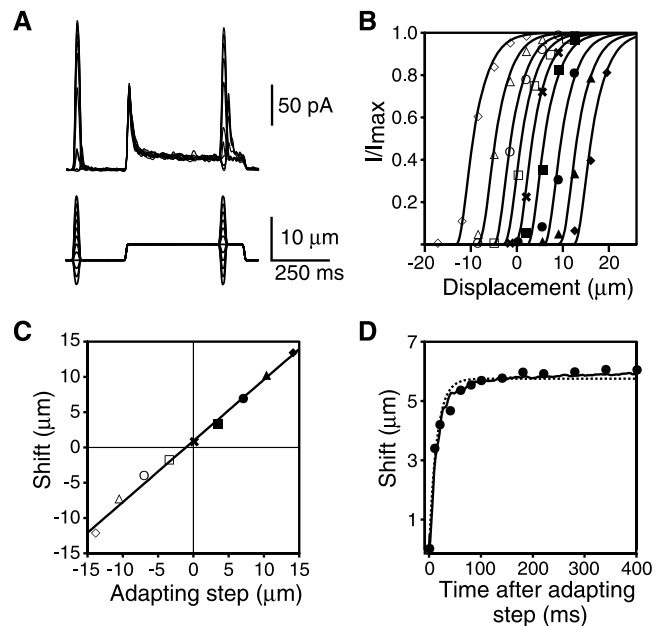 A
50 pA
10 μm
250 ms
B
I/Imax
1.0
0.8
0.6
0.4
0.2
-20
-10
0
10
20
Displacement (μm)
C
Shift (μm)
15
10
5
0
-5
-10
-15
-15
-10
-5
0
5
10
15
Adapting step (μm)
D
Shift (μm)
7
5
3
1
0
100
200
300
400
Time after adapting
step (ms)